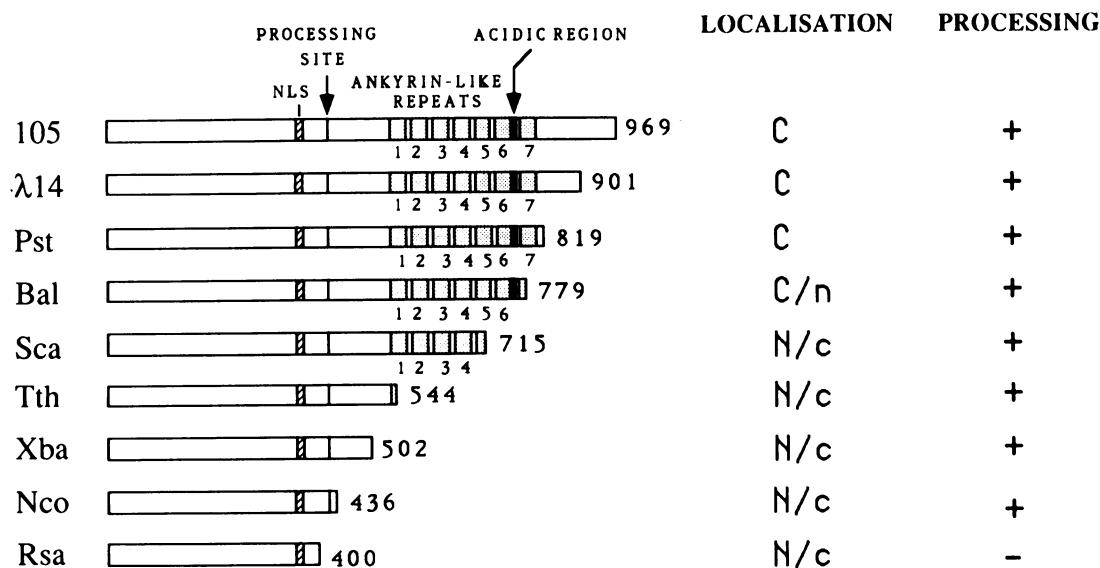 LOCALISATION PROCESSING
PROCESSING SITE
ACIDIC REGION
NLS
ANKYRIN-LIKE REPEATS
105 969 C +
1 2 3 4 5 6 7
λ14 901 C +
1 2 3 4 5 6 7
Pst 819 C +
1 2 3 4 5 6 7
Bal 779 C/n +
1 2 3 4 5 6
Sca 715 N/c +
1 2 3 4
Tth 544 N/c +
Xba 502 N/c +
Nco 436 N/c +
Rsa 400 N/c –